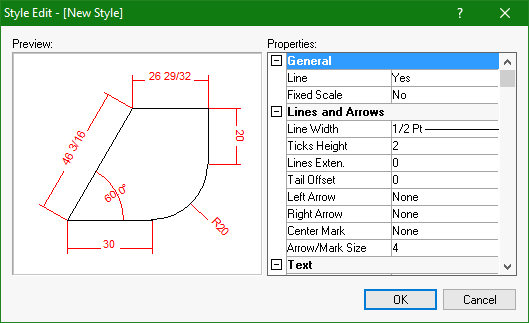 Style Edit - [New Style]
?
Preview:
26 29/32
20
46 3/16
60.0°
R20
30
Properties:
General
Line Yes
Fixed Scale No
Lines and Arrows
Line Width 1/2 Pt
Ticks Height 2
Lines Exten. 0
Tail Offset 0
Left Arrow None
Right Arrow None
Center Mark None
Arrow/Mark Size 4
Text
OK Cancel